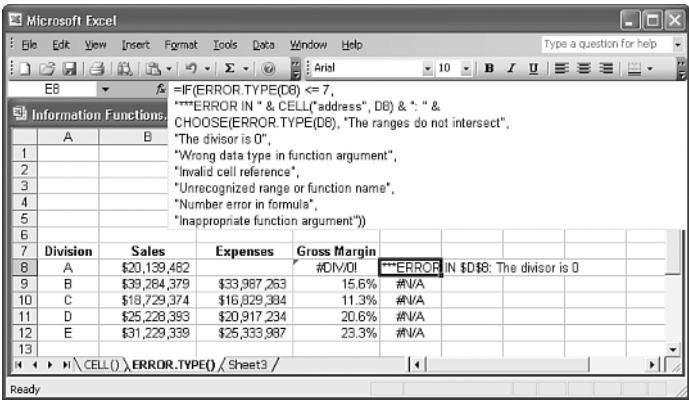 Microsoft Excel
File Edit View Insert Format Tools Data Window Help Type a question for help
Arial 10 B I U
E8 fx =IF(ERROR.TYPE(D8) <= 7,
"***ERROR IN " & CELL("address", D8) & ": " &
CHOOSE(ERROR.TYPE(D8), "The ranges do not intersect",
"The divisor is 0",
"Wrong data type in function argument",
"Invalid cell reference",
"Unrecognized range or function name",
"Number error in formula",
"Inappropriate function argument"))
Information Functions.
A B
1
2
3
4
5
6
7 Division Sales Expenses Gross Margin
8 A $20,139,482 #DIV/0! ***ERROR IN $D$8: The divisor is 0
9 B $39,284,379 $33,987,263 15.6% #N/A
10 C $18,729,374 $16,829,384 11.3% #N/A
11 D $25,228,393 $20,917,234 20.6% #N/A
12 E $31,229,339 $25,333,987 23.3% #N/A
13
CELL() ERROR.TYPE() Sheet3
Ready